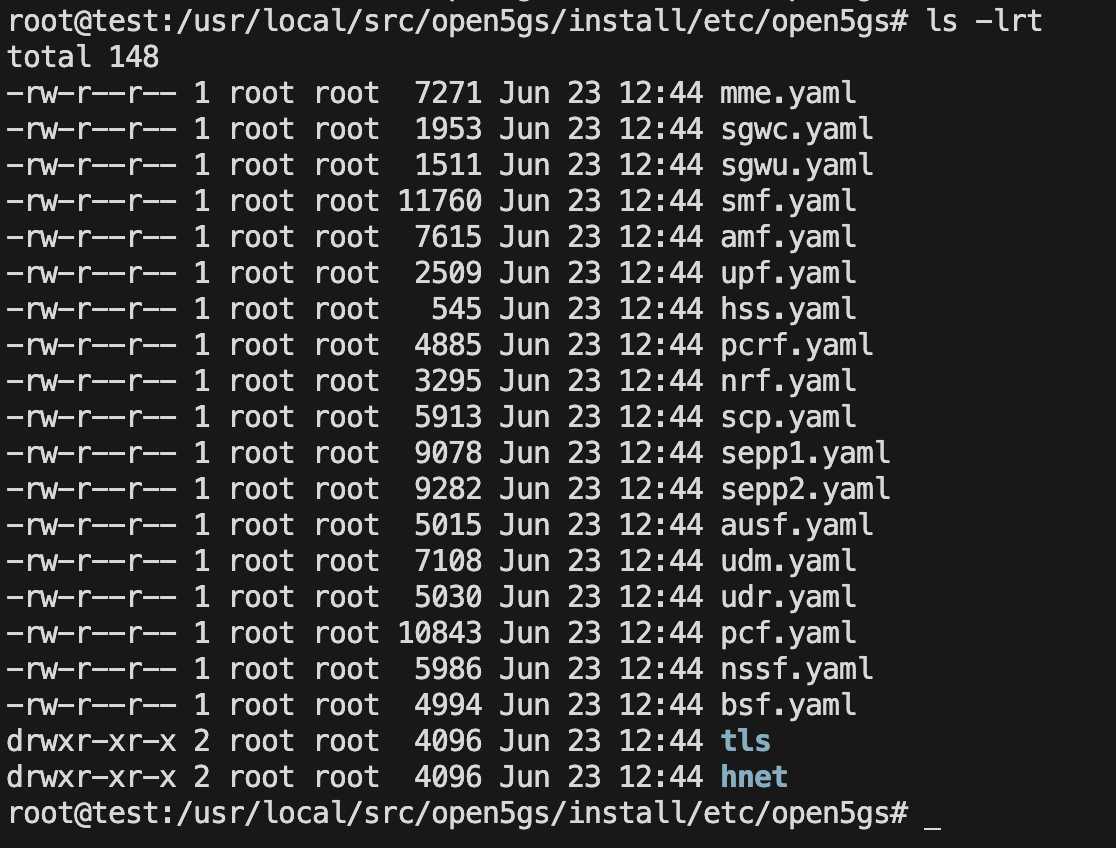 root@test:/usr/local/src/open5gs/install/etc/open5gs# ls -lrt
total 148
-rw-r--r-- 1 root root  7271 Jun 23 12:44 mme.yaml
-rw-r--r-- 1 root root  1953 Jun 23 12:44 sgwc.yaml
-rw-r--r-- 1 root root  1511 Jun 23 12:44 sgwu.yaml
-rw-r--r-- 1 root root 11760 Jun 23 12:44 smf.yaml
-rw-r--r-- 1 root root  7615 Jun 23 12:44 amf.yaml
-rw-r--r-- 1 root root  2509 Jun 23 12:44 upf.yaml
-rw-r--r-- 1 root root   545 Jun 23 12:44 hss.yaml
-rw-r--r-- 1 root root  4885 Jun 23 12:44 pcrf.yaml
-rw-r--r-- 1 root root  3295 Jun 23 12:44 nrf.yaml
-rw-r--r-- 1 root root  5913 Jun 23 12:44 scp.yaml
-rw-r--r-- 1 root root  9078 Jun 23 12:44 sepp1.yaml
-rw-r--r-- 1 root root  9282 Jun 23 12:44 sepp2.yaml
-rw-r--r-- 1 root root  5015 Jun 23 12:44 ausf.yaml
-rw-r--r-- 1 root root  7108 Jun 23 12:44 udm.yaml
-rw-r--r-- 1 root root  5030 Jun 23 12:44 udr.yaml
-rw-r--r-- 1 root root 10843 Jun 23 12:44 pcf.yaml
-rw-r--r-- 1 root root  5986 Jun 23 12:44 nssf.yaml
-rw-r--r-- 1 root root  4994 Jun 23 12:44 bsf.yaml
drwxr-xr-x 2 root root  4096 Jun 23 12:44 tls
drwxr-xr-x 2 root root  4096 Jun 23 12:44 hnet
root@test:/usr/local/src/open5gs/install/etc/open5gs# _